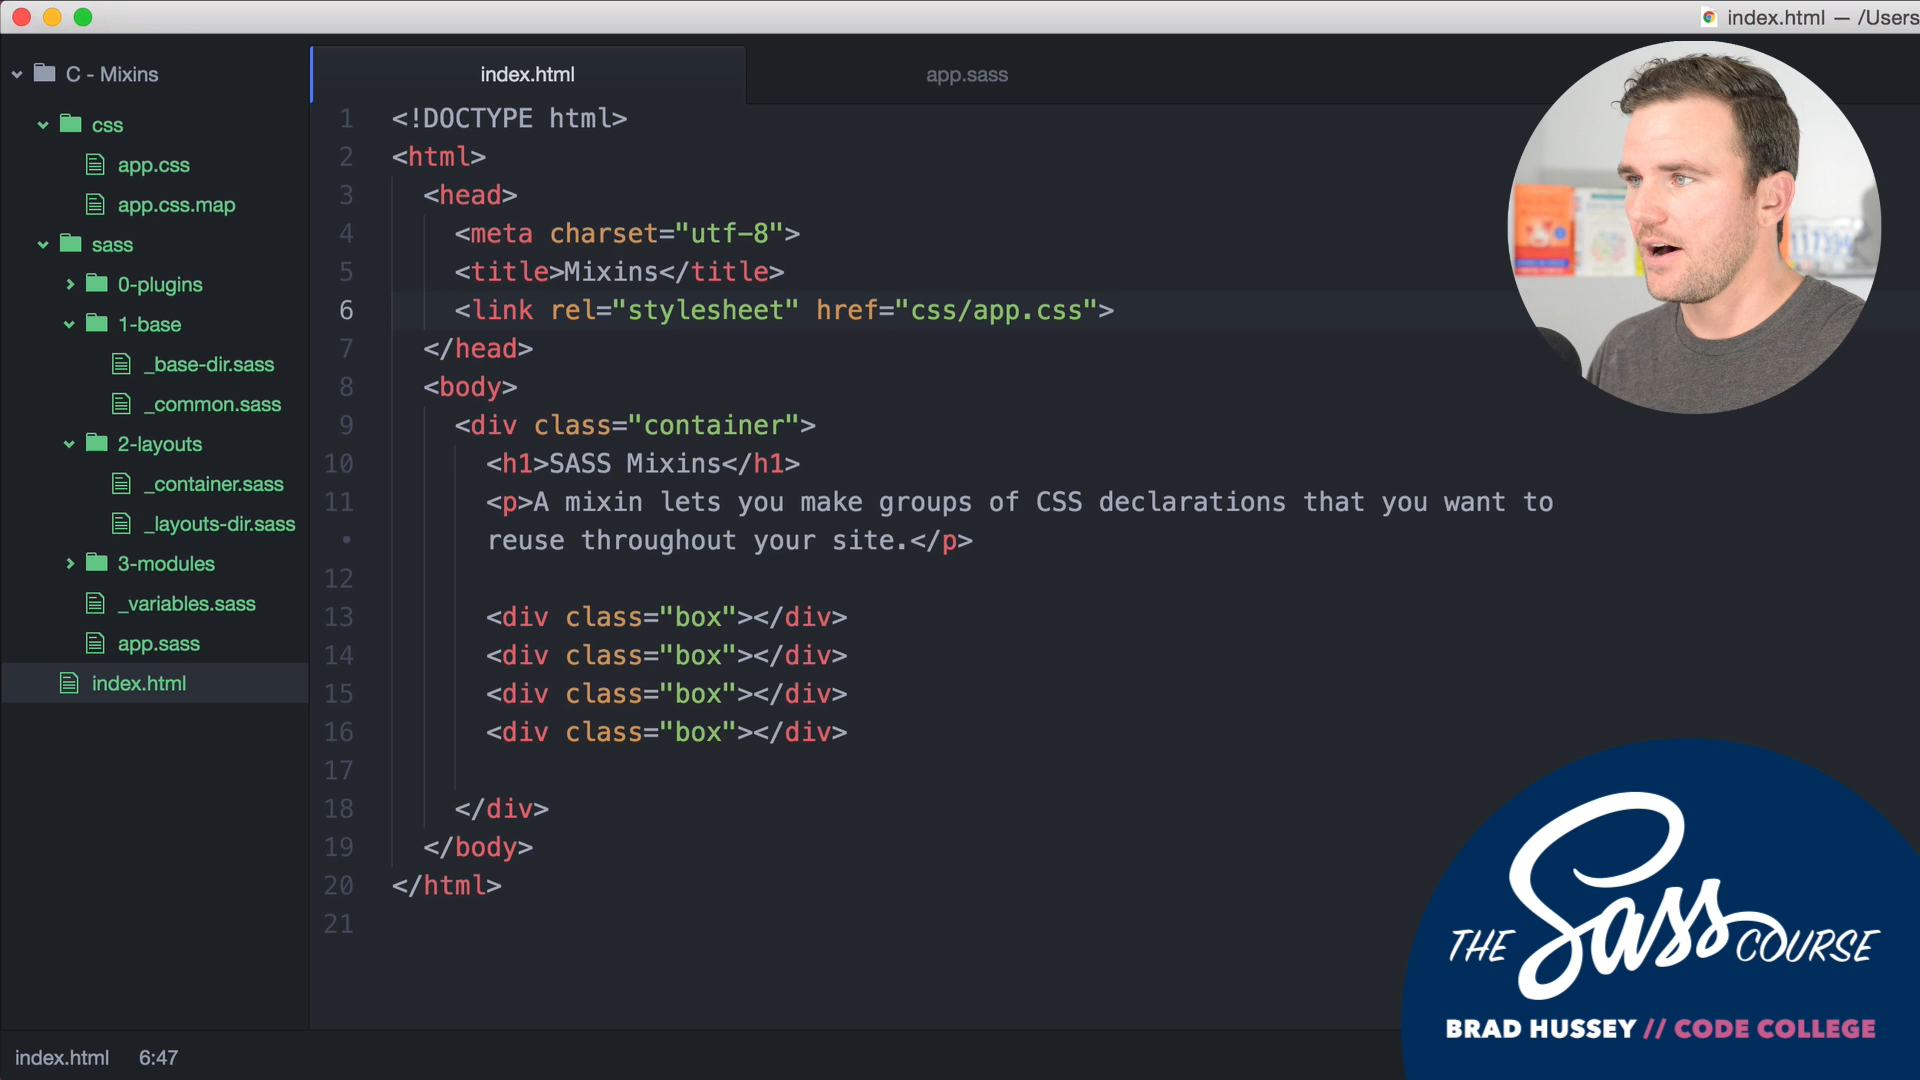 index.html — /Users
C - Mixins
css
app.css
app.css.map
sass
0-plugins
1-base
_base-dir.sass
_common.sass
2-layouts
_container.sass
_layouts-dir.sass
3-modules
_variables.sass
app.sass
index.html
index.html app.sass
1 <!DOCTYPE html>
2 <html>
3 <head>
4 <meta charset="utf-8">
5 <title>Mixins</title>
6 <link rel="stylesheet" href="css/app.css">
7 </head>
8 <body>
9 <div class="container">
10 <h1>SASS Mixins</h1>
11 <p>A mixin lets you make groups of CSS declarations that you want to
• reuse throughout your site.</p>
12
13 <div class="box"></div>
14 <div class="box"></div>
15 <div class="box"></div>
16 <div class="box"></div>
17
18 </div>
19 </body>
20 </html>
21
THE Sass COURSE
BRAD HUSSEY // CODE COLLEGE
index.html 6:47